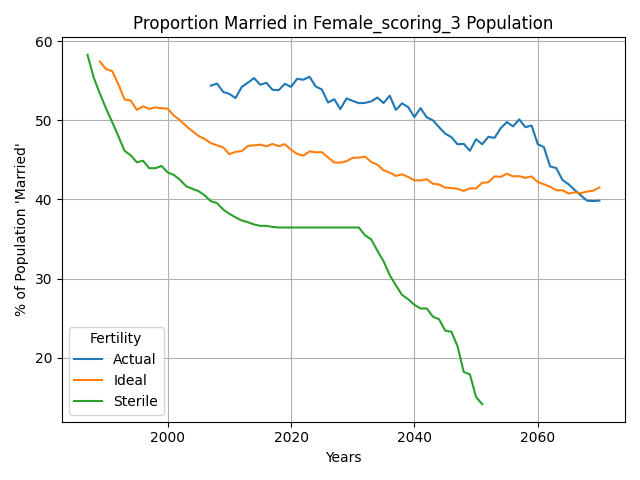 Proportion Married in Female_scoring_3 Population
% of Population 'Married'
60
50
40
30
20
Fertility
Actual
Ideal
Sterile
2000 2020 2040 2060
Years